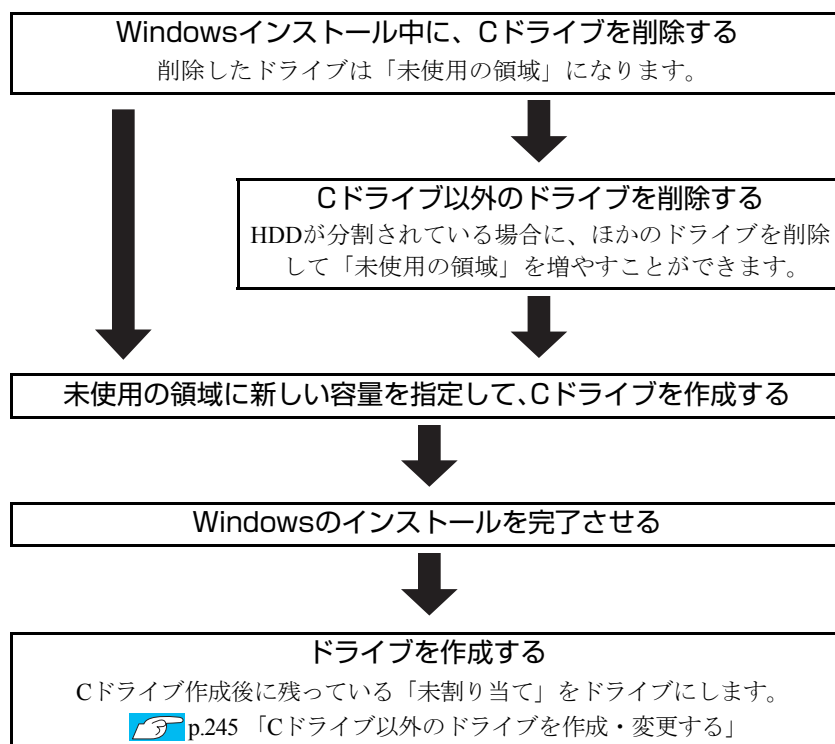 Windowsインストール中に、Cドライブを削除する
削除したドライブは「未使用の領域」になります。
Cドライブ以外のドライブを削除する
HDDが分割されている場合に、ほかのドライブを削除
して「未使用の領域」を増やすことができます。
未使用の領域に新しい容量を指定して、Cドライブを作成する
Windowsのインストールを完了させる
ドライブを作成する
Cドライブ作成後に残っている「未割り当て」をドライブにします。
p.245 「Cドライブ以外のドライブを作成・変更する」